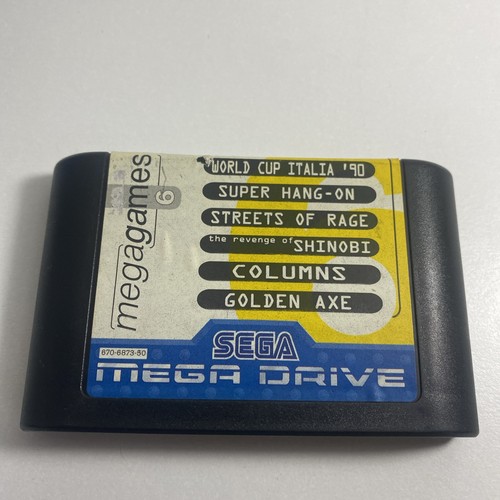 megagames
6
WORLD CUP ITALIA '90
SUPER HANG-ON
STREETS OF RAGE
the revenge of SHINOBI
COLUMNS
GOLDEN AXE
670-6873-80
SEGA
MEGA DRIVE